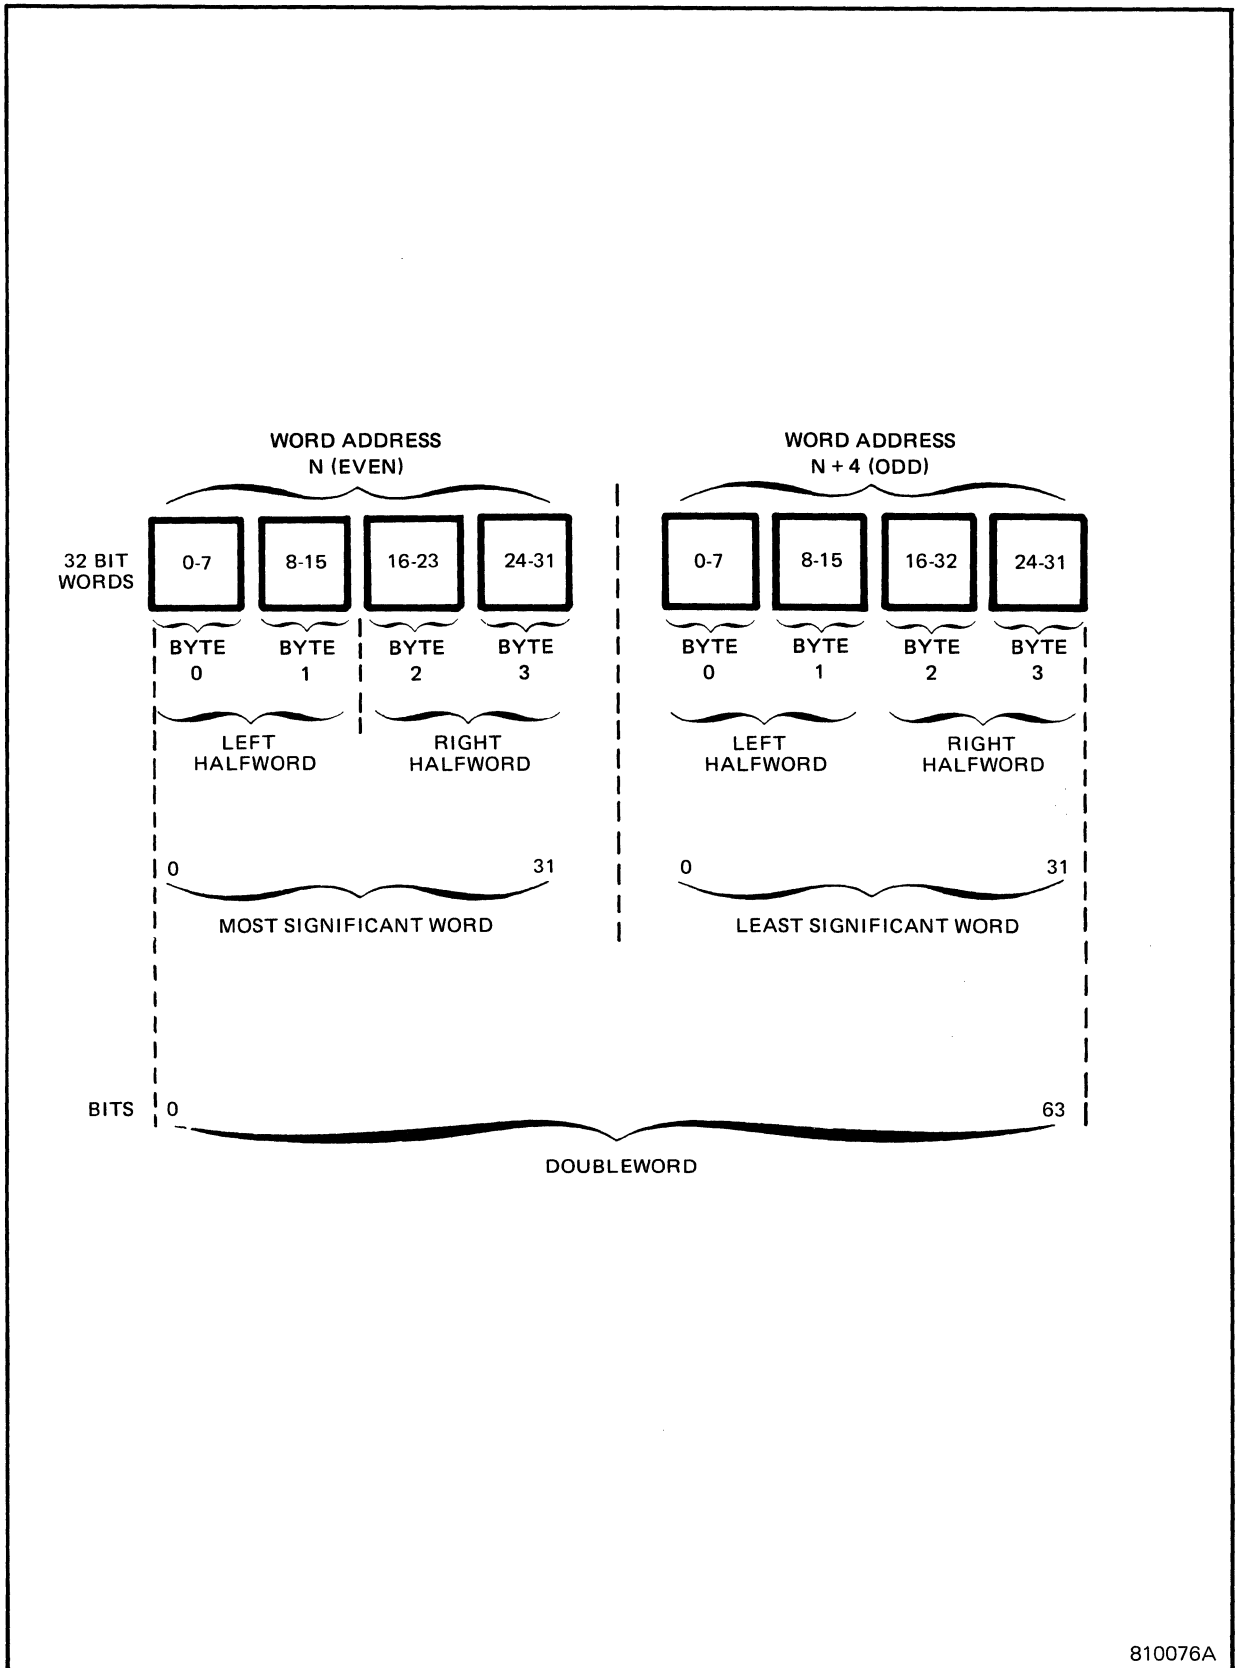 WORD ADDRESS
N (EVEN)
WORD ADDRESS
N + 4 (ODD)
32 BIT
WORDS
0-7
8-15
16-23
24-31
0-7
8-15
16-32
24-31
BYTE
0
BYTE
1
BYTE
2
BYTE
3
BYTE
0
BYTE
1
BYTE
2
BYTE
3
LEFT
HALFWORD
RIGHT
HALFWORD
LEFT
HALFWORD
RIGHT
HALFWORD
0
31
0
31
MOST SIGNIFICANT WORD
LEAST SIGNIFICANT WORD
BITS
0
63
DOUBLEWORD
810076A